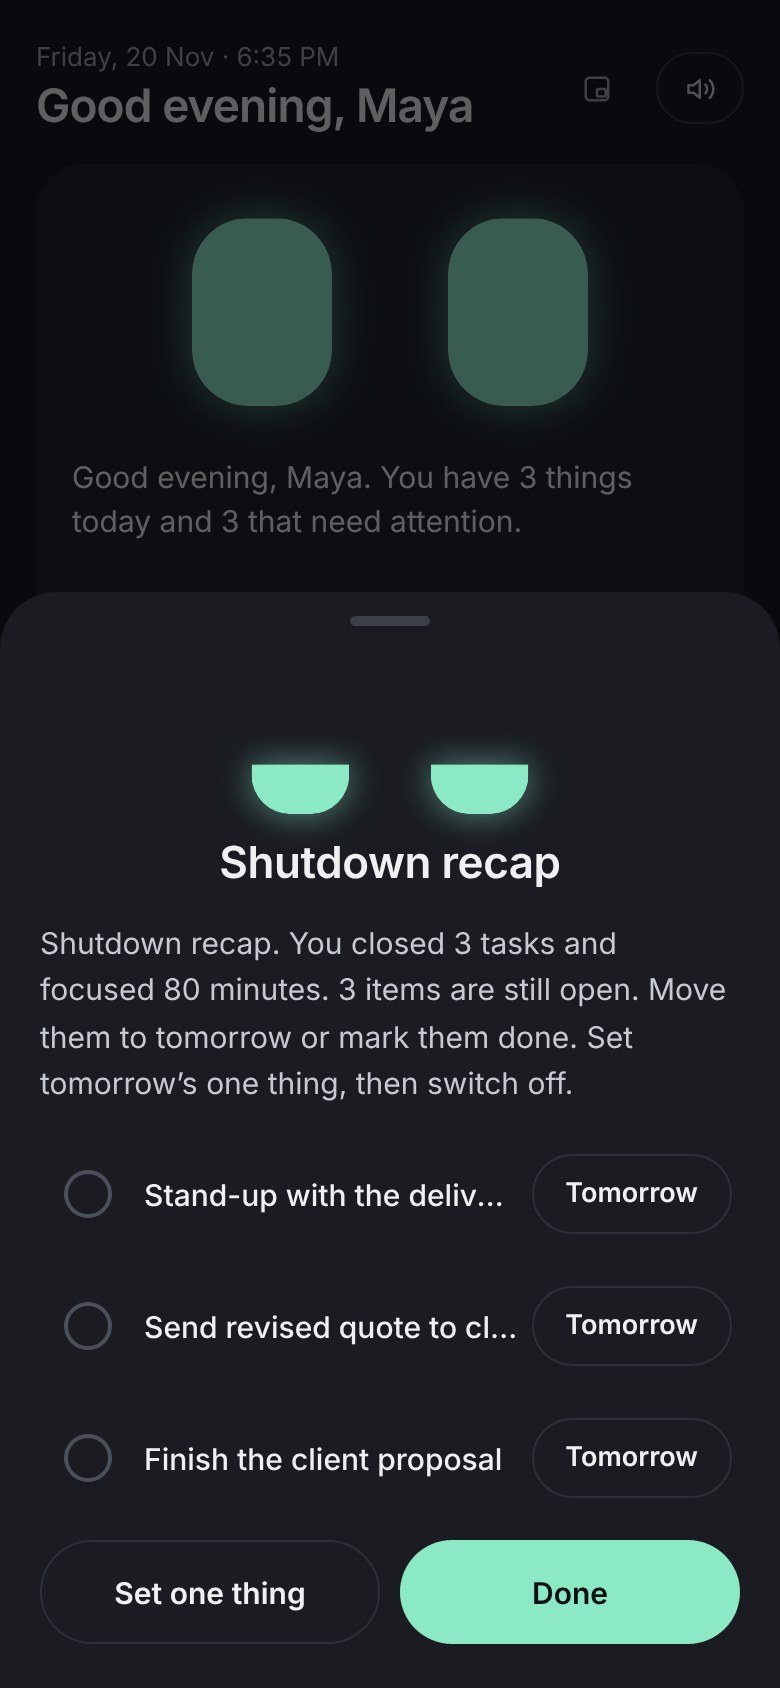 Friday, 20 Nov · 6:35 PM
Good evening, Maya
Good evening, Maya. You have 3 things
today and 3 that need attention.
Shutdown recap
Shutdown recap. You closed 3 tasks and
focused 80 minutes. 3 items are still open. Move
them to tomorrow or mark them done. Set
tomorrow’s one thing, then switch off.
Stand-up with the deliv... Tomorrow
Send revised quote to cl... Tomorrow
Finish the client proposal Tomorrow
Set one thing Done